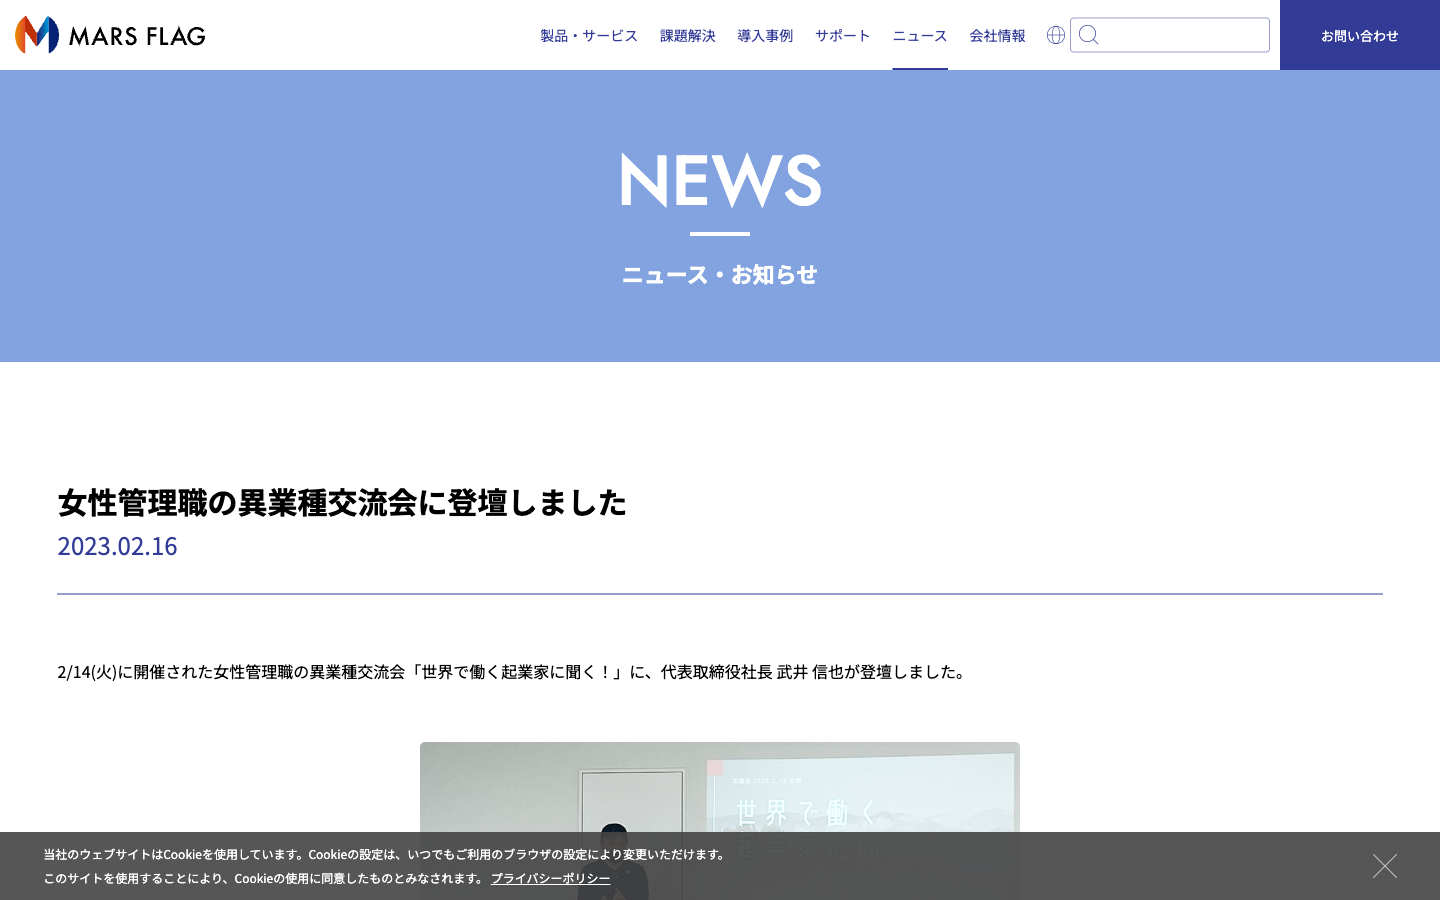 MARS FLAG
製品・サービス 課題解決 導入事例 サポート ニュース 会社情報 お問い合わせ
NEWS
ニュース・お知らせ
女性管理職の異業種交流会に登壇しました
2023.02.16
2/14(火)に開催された女性管理職の異業種交流会「世界で働く起業家に聞く！」に、代表取締役社長 武井 信也が登壇しました。
世界で働く
起業家に聞く
当社のウェブサイトはCookieを使用しています。Cookieの設定は、いつでもご利用のブラウザの設定により変更いただけます。
このサイトを使用することにより、Cookieの使用に同意したものとみなされます。 プライバシーポリシー